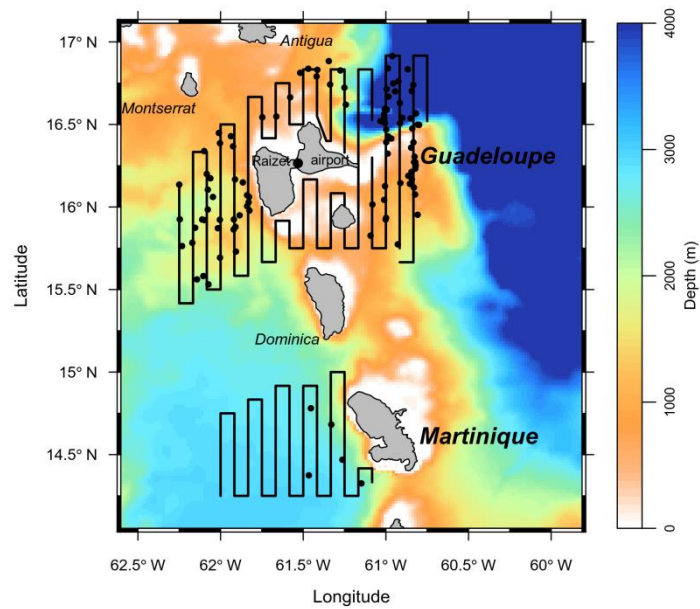 17° N
16.5° N
16° N
15.5° N
15° N
14.5° N
Latitude
Antigua
Montserrat
Raizet airport
Guadeloupe
Dominica
Martinique
62.5° W
62° W
61.5° W
61° W
60.5° W
60° W
Longitude
4000
3000
2000
1000
0
Depth (m)